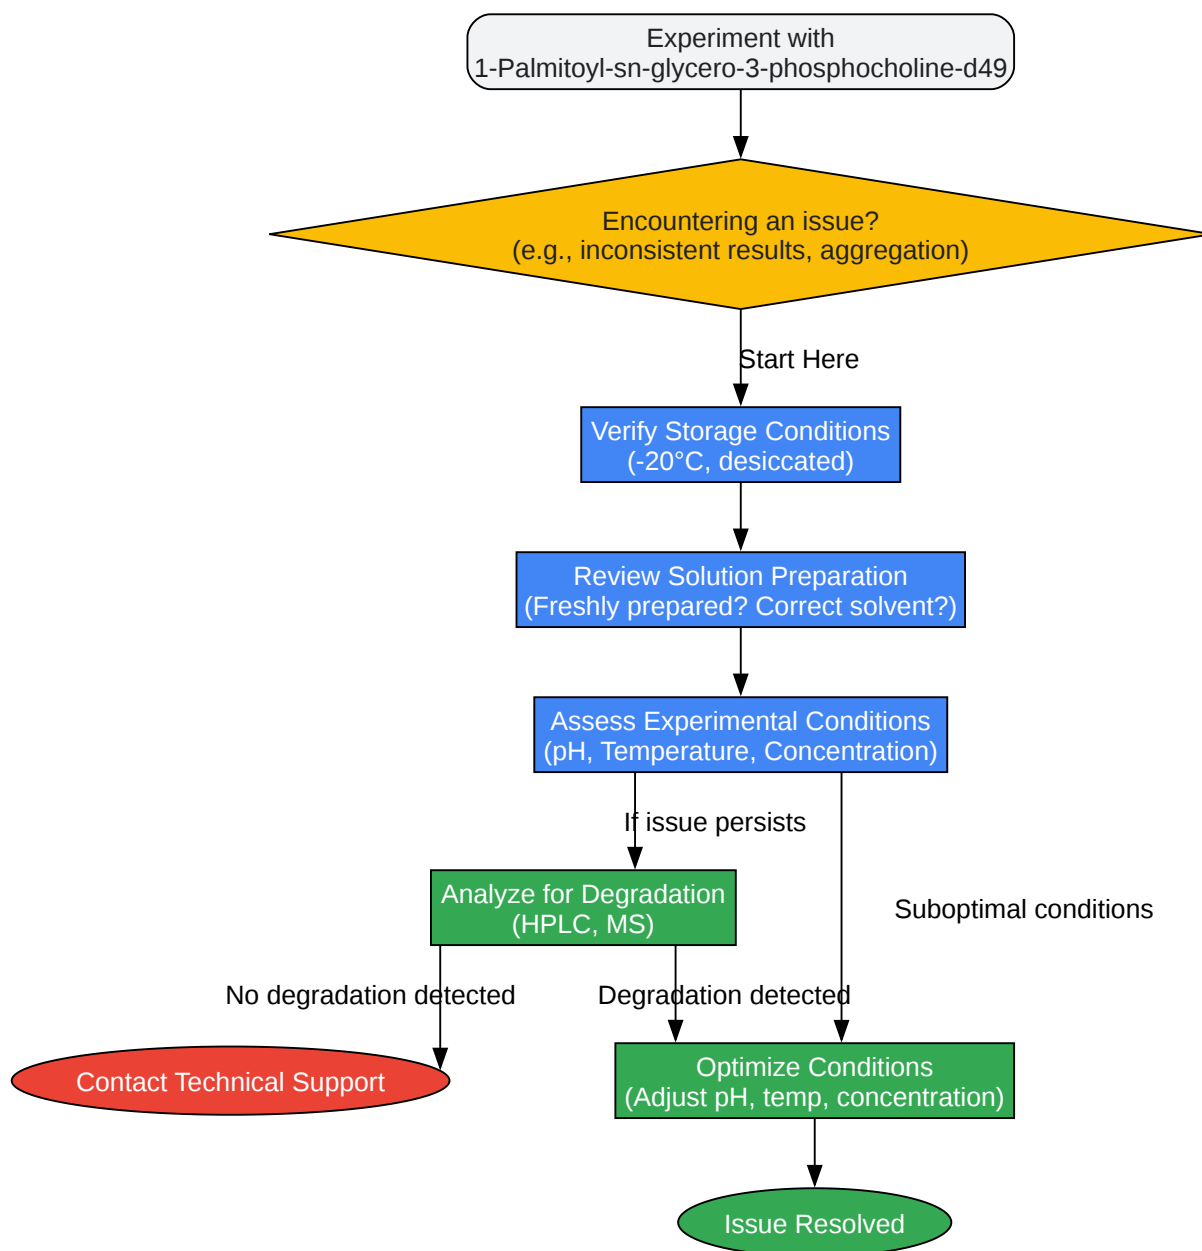 Experiment with
1-Palmitoyl-sn-glycero-3-phosphocholine-d49
Encountering an issue?
(e.g., inconsistent results, aggregation)
Start Here
Verify Storage Conditions
(-20°C, desiccated)
Review Solution Preparation
(Freshly prepared? Correct solvent?)
Assess Experimental Conditions
(pH, Temperature, Concentration)
If issue persists
Analyze for Degradation
(HPLC, MS)
Suboptimal conditions
No degradation detected
Degradation detected
Contact Technical Support
Optimize Conditions
(Adjust pH, temp, concentration)
Issue Resolved